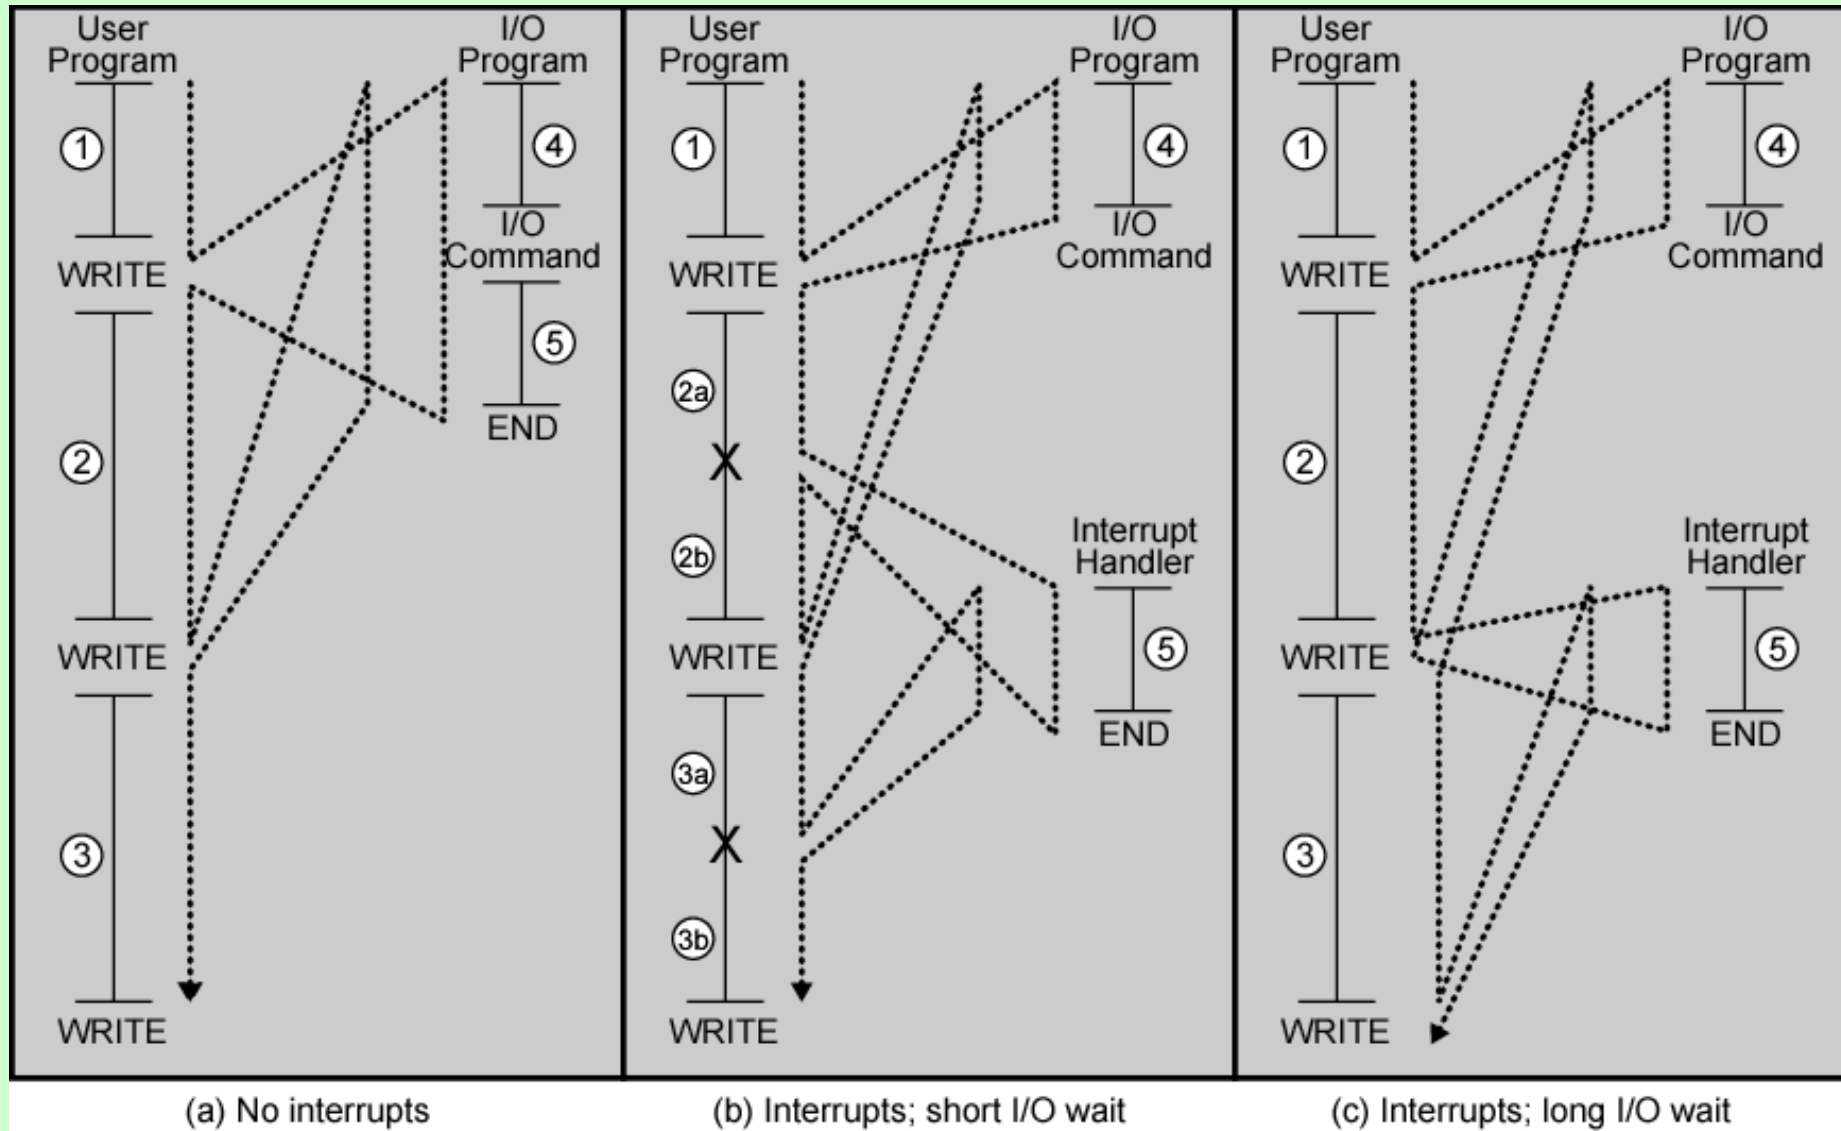 User
Program
I/O
Program
1
4
I/O
Command
WRITE
5
END
2
WRITE
3
WRITE
(a) No interrupts
User
Program
I/O
Program
1
4
I/O
Command
WRITE
2a
X
2b
Interrupt
Handler
5
WRITE
END
3a
X
3b
WRITE
(b) Interrupts; short I/O wait
User
Program
I/O
Program
1
4
I/O
Command
WRITE
2
Interrupt
Handler
5
WRITE
END
3
WRITE
(c) Interrupts; long I/O wait